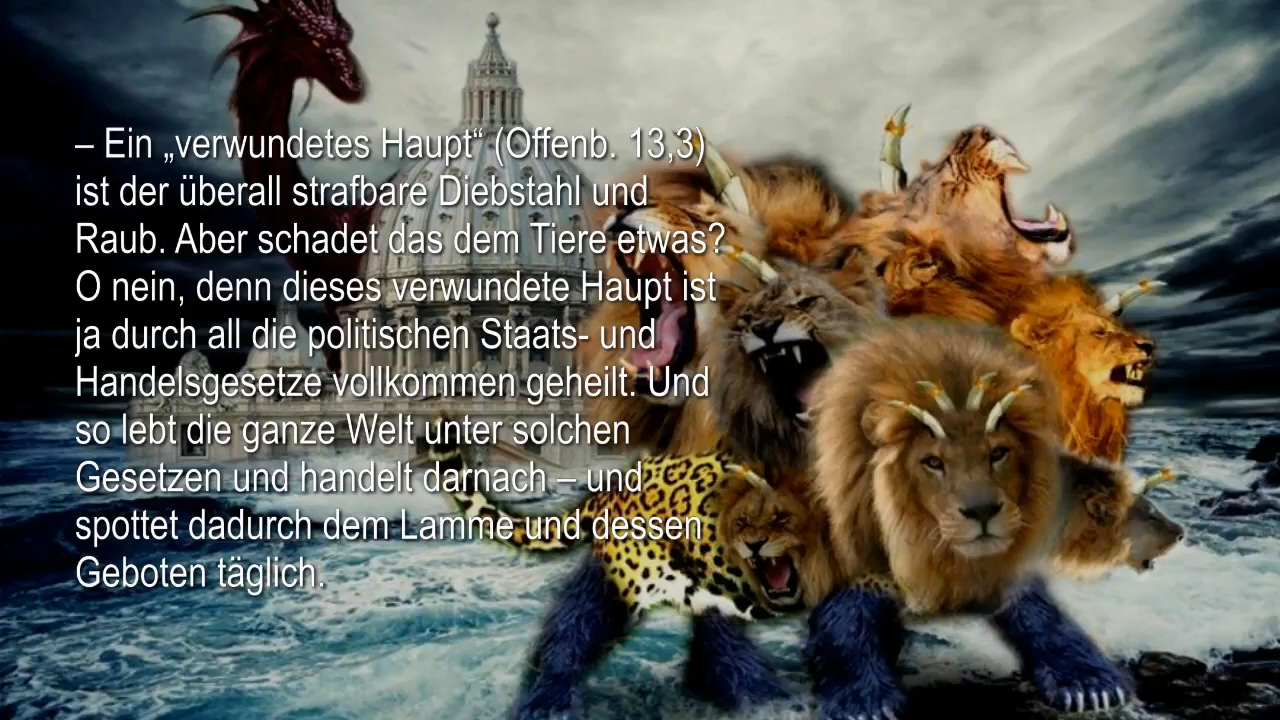 – Ein „verwundetes Haupt“ (Offenb. 13,3)
ist der überall strafbare Diebstahl und
Raub. Aber schadet das dem Tiere etwas?
O nein, denn dieses verwundete Haupt ist
ja durch all die politischen Staats- und
Handelsgesetze vollkommen geheilt. Und
so lebt die ganze Welt unter solchen
Gesetzen und handelt darnach – und
spottet dadurch dem Lamme und dessen
Geboten täglich.